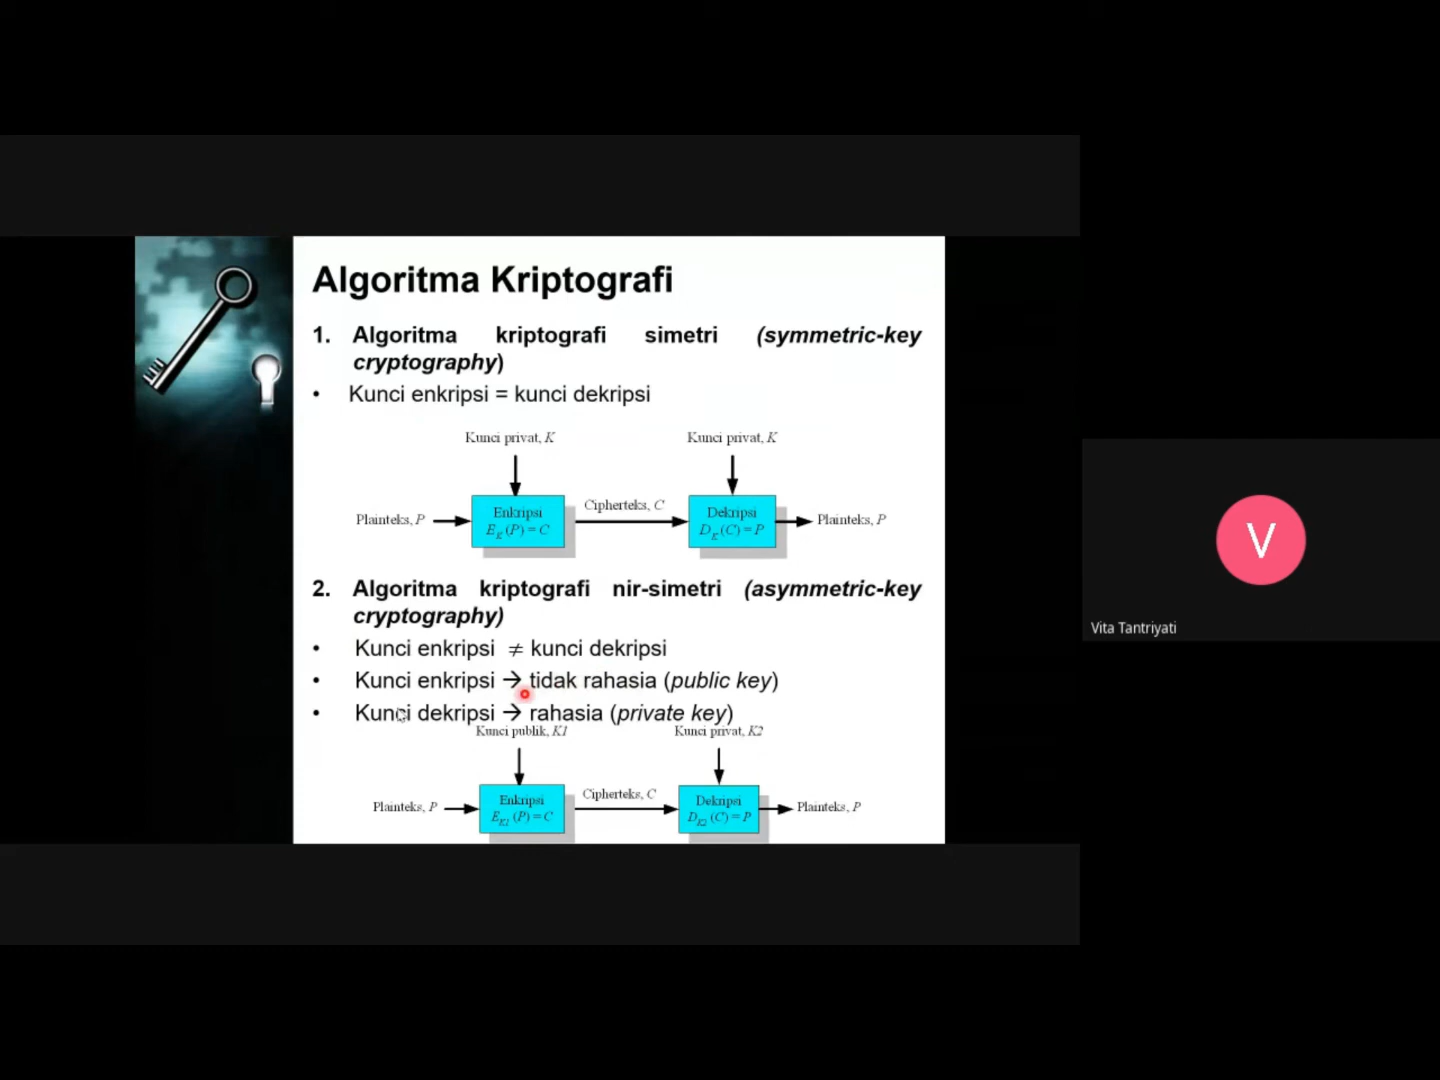 Algoritma Kriptografi
1. Algoritma kriptografi simetri (symmetric-key
cryptography)
• Kunci enkripsi = kunci dekripsi
Kunci privat, K
Kunci privat, K
Plainteks, P
Enkripsi
E_K (P) = C
Cipherteks, C
Dekripsi
D_K (C) = P
Plainteks, P
2. Algoritma kriptografi nir-simetri (asymmetric-key
cryptography)
• Kunci enkripsi ≠ kunci dekripsi
• Kunci enkripsi → tidak rahasia (public key)
• Kunci dekripsi → rahasia (private key)
Kunci publik, K1
Kunci privat, K2
Plainteks, P
Enkripsi
E_K1 (P) = C
Cipherteks, C
Dekripsi
D_K2 (C) = P
Plainteks, P
V
Vita Tantriyati